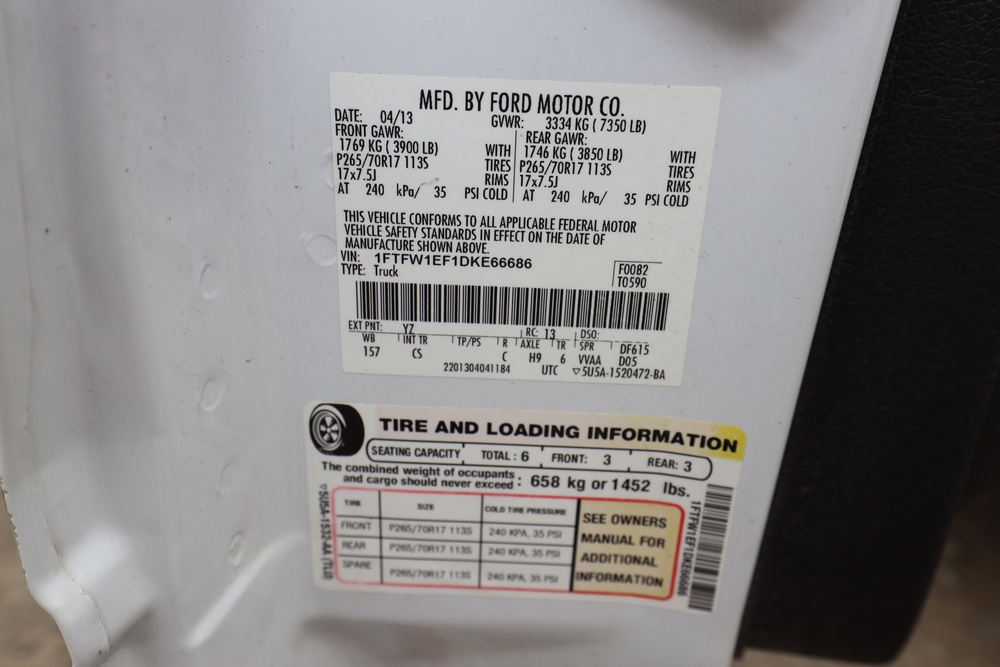 MFD. BY FORD MOTOR CO.
DATE: 04/13 GVWR: 3334 KG ( 7350 LB)
FRONT GAWR: REAR GAWR:
1769 KG ( 3900 LB) WITH 1746 KG ( 3850 LB) WITH
P265/70R17 113S TIRES P265/70R17 113S TIRES
17x7.5J RIMS 17x7.5J RIMS
AT 240 kPa/ 35 PSI COLD AT 240 kPa/ 35 PSI COLD
THIS VEHICLE CONFORMS TO ALL APPLICABLE FEDERAL MOTOR
VEHICLE SAFETY STANDARDS IN EFFECT ON THE DATE OF
MANUFACTURE SHOWN ABOVE.
VIN: 1FTFW1EF1DKE66686 F0082
TYPE: Truck T0590
EXT PNT: YZ RC: 13 DSO:
WB INT TR TP/PS R AXLE TR SPR DF615
157 CS C H9 6 VVAA D05
2201304041184 UTC ▽5U5A-1520472-BA
TIRE AND LOADING INFORMATION
SEATING CAPACITY TOTAL : 6 FRONT: 3 REAR: 3
The combined weight of occupants
and cargo should never exceed : 658 kg or 1452 lbs.
TIRE SIZE COLD TIRE PRESSURE
FRONT P265/70R17 113S 240 KPA, 35 PSI
REAR P265/70R17 113S 240 KPA, 35 PSI
SPARE P265/70R17 113S 240 KPA, 35 PSI
SEE OWNERS
MANUAL FOR
ADDITIONAL
INFORMATION
▽5U5A-1532-AA (TLI)
1FTFW1EF1DKE66686